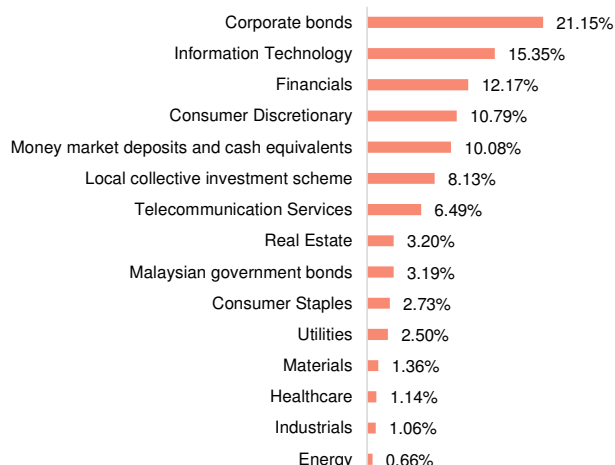 Corporate bonds 21.15%
Information Technology 15.35%
Financials 12.17%
Consumer Discretionary 10.79%
Money market deposits and cash equivalents 10.08%
Local collective investment scheme 8.13%
Telecommunication Services 6.49%
Real Estate 3.20%
Malaysian government bonds 3.19%
Consumer Staples 2.73%
Utilities 2.50%
Materials 1.36%
Healthcare 1.14%
Industrials 1.06%
Energy 0.66%